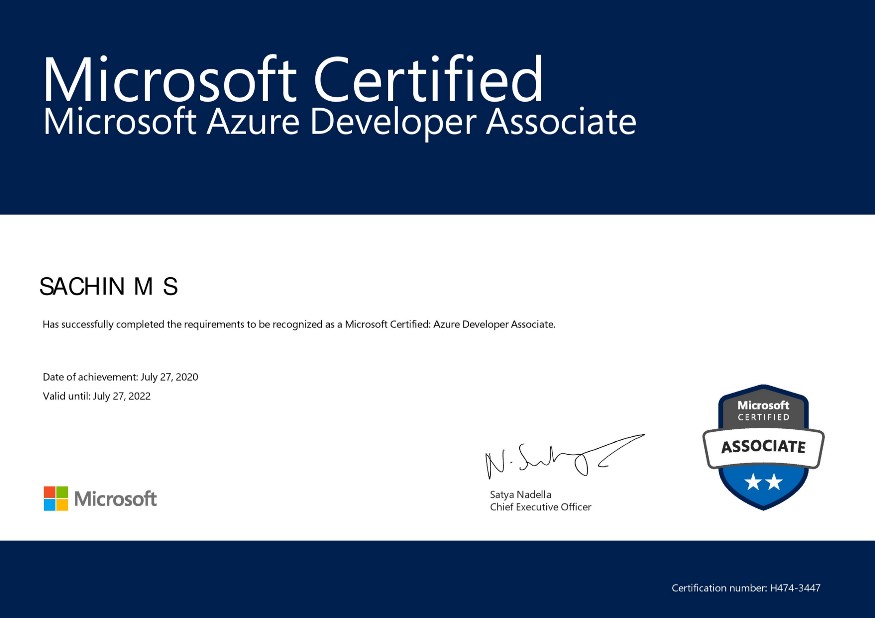 Microsoft Certified
Microsoft Azure Developer Associate
SACHIN M S
Has successfully completed the requirements to be recognized as a Microsoft Certified: Azure Developer Associate.
Date of achievement: July 27, 2020
Valid until: July 27, 2022
Microsoft
CERTIFIED
ASSOCIATE
Satya Nadella
Chief Executive Officer
Microsoft
Certification number: H474-3447